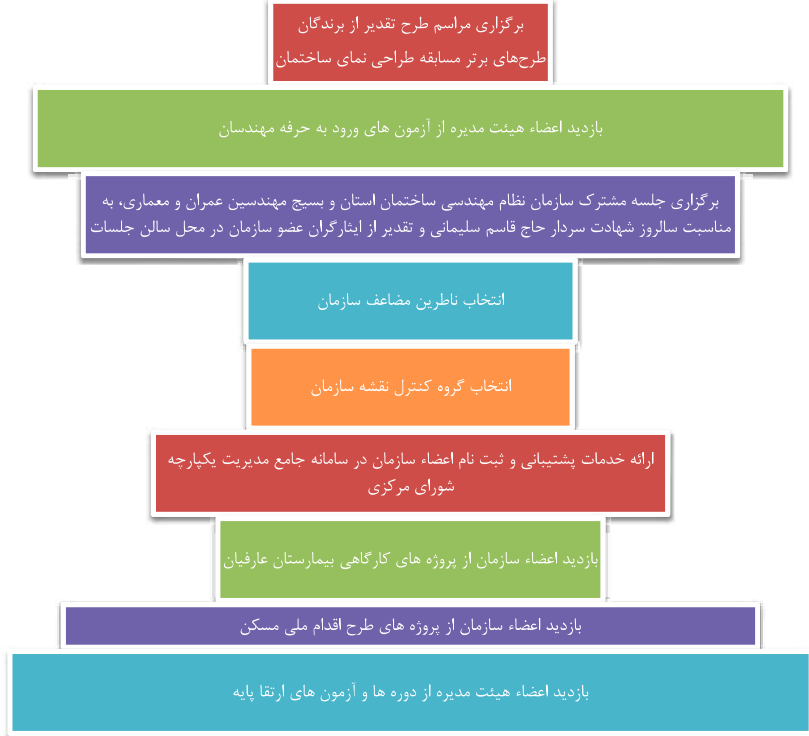 برگزاری مراسم طرح تقدیر از برندگان
طرح‌های برتر مسابقه طراحی نمای ساختمان
بازدید اعضاء هیئت مدیره از آزمون های ورود به حرفه مهندسان
برگزاری جلسه مشترک سازمان نظام مهندسی ساختمان استان و بسیج مهندسین عمران و معماری، به
مناسبت سالروز شهادت سردار حاج قاسم سلیمانی و تقدیر از ایثارگران عضو سازمان در محل سالن جلسات
انتخاب ناظرین مضاعف سازمان
انتخاب گروه کنترل نقشه سازمان
ارائه خدمات پشتیبانی و ثبت نام اعضاء سازمان در سامانه جامع مدیریت یکپارچه
شورای مرکزی
بازدید اعضاء سازمان از پروژه های کارگاهی بیمارستان عارفیان
بازدید اعضاء سازمان از پروژه های طرح اقدام ملی مسکن
بازدید اعضاء هیئت مدیره از دوره ها و آزمون های ارتقا پایه